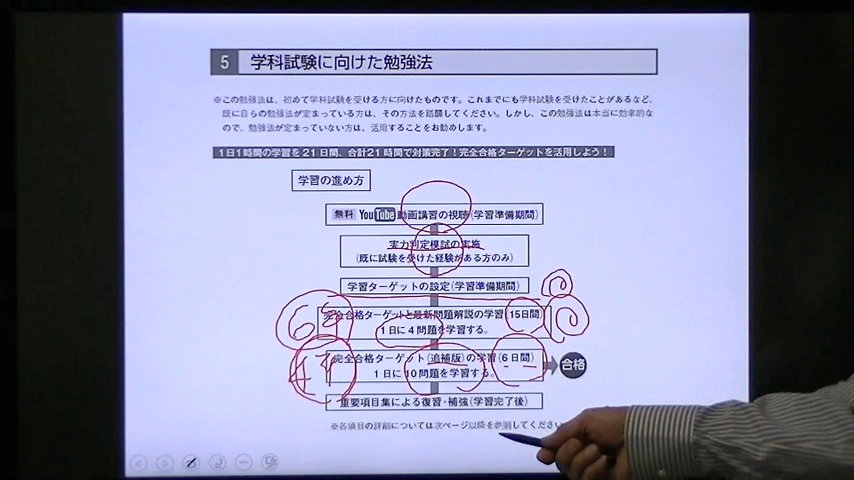 5 学科試験に向けた勉強法
※この勉強法は、初めて学科試験を受ける方に向けたものです。これまでにも学科試験を受けたことがあるなど、
既に自らの勉強法が定まっている方は、その方法を踏襲してください。しかし、この勉強法は本当に効率的な
ので、勉強法が定まっていない方は、活用することをお勧めします。
1日1時間の学習を21日間、合計21時間で対策完了！完全合格ターゲットを活用しよう！
学習の進め方
無料 YouTube 動画講習の視聴(学習準備期間)
実力判定模試の実施
(既に試験を受けた経験がある方のみ)
学習ターゲットの設定(学習準備期間)
完全合格ターゲットと最新問題解説の学習(15日間)
1日に4問題を学習する。
完全合格ターゲット(追補版)の学習(6日間)
1日に10問題を学習する。
合格
重要項目集による復習・補強(学習完了後)
※各項目の詳細については次ページ以降を参照してください